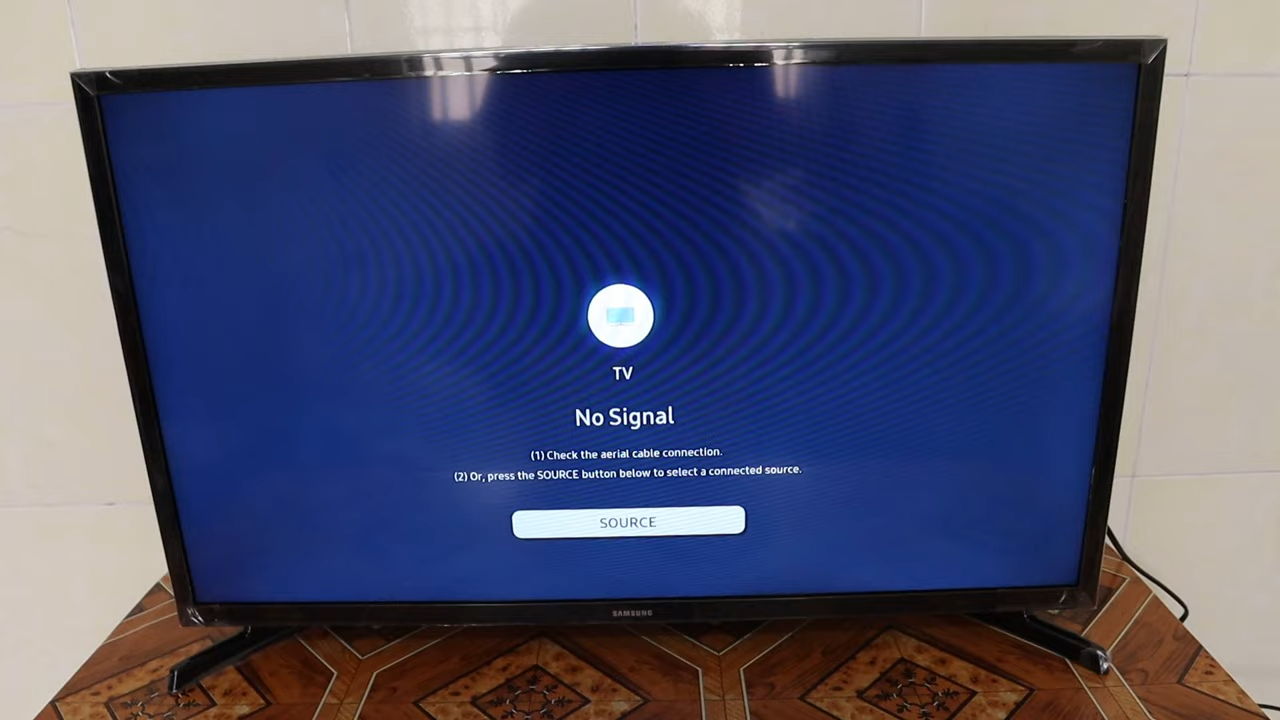 TV
No Signal
(1) Check the aerial cable connection.
(2) Or, press the SOURCE button below to select a connected source.
SOURCE
SAMSUNG